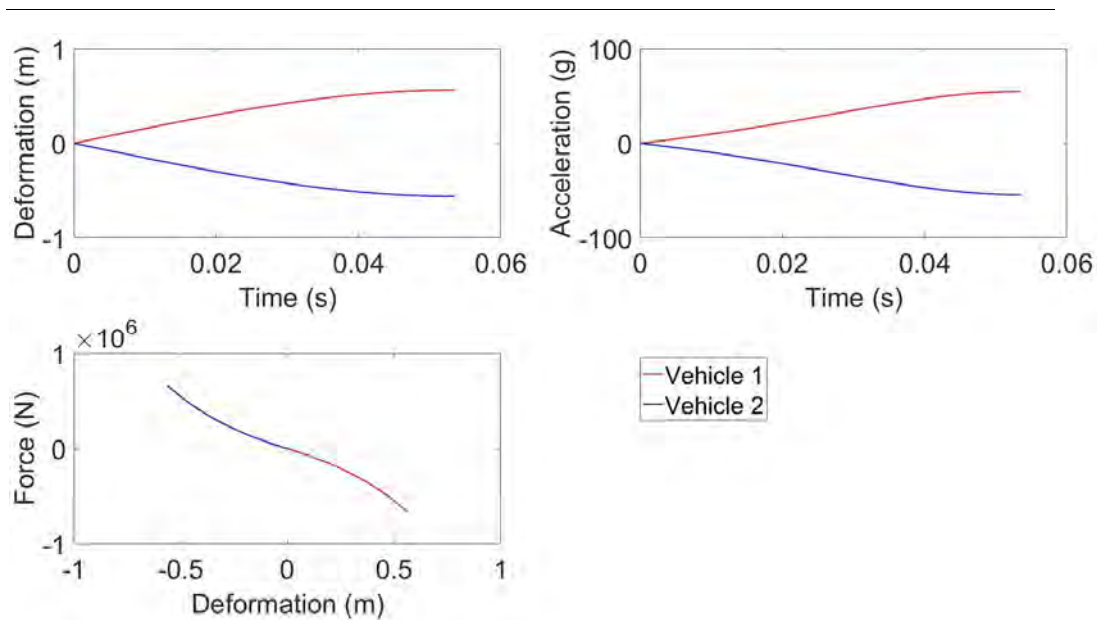 Deformation (m)
1
0
-1
0
0.02
0.04
0.06
Time (s)
Acceleration (g)
100
0
-100
0
0.02
0.04
0.06
Time (s)
×10⁶
Force (N)
1
0
-1
-1
-0.5
0
0.5
1
Deformation (m)
Vehicle 1
Vehicle 2